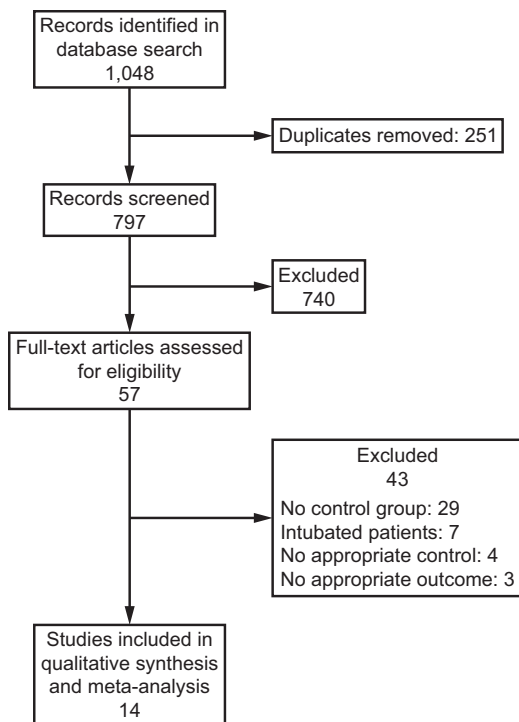 Records identified in
database search
1,048
Duplicates removed: 251
Records screened
797
Excluded
740
Full-text articles assessed
for eligibility
57
Excluded
43
No control group: 29
Intubated patients: 7
No appropriate control: 4
No appropriate outcome: 3
Studies included in
qualitative synthesis
and meta-analysis
14